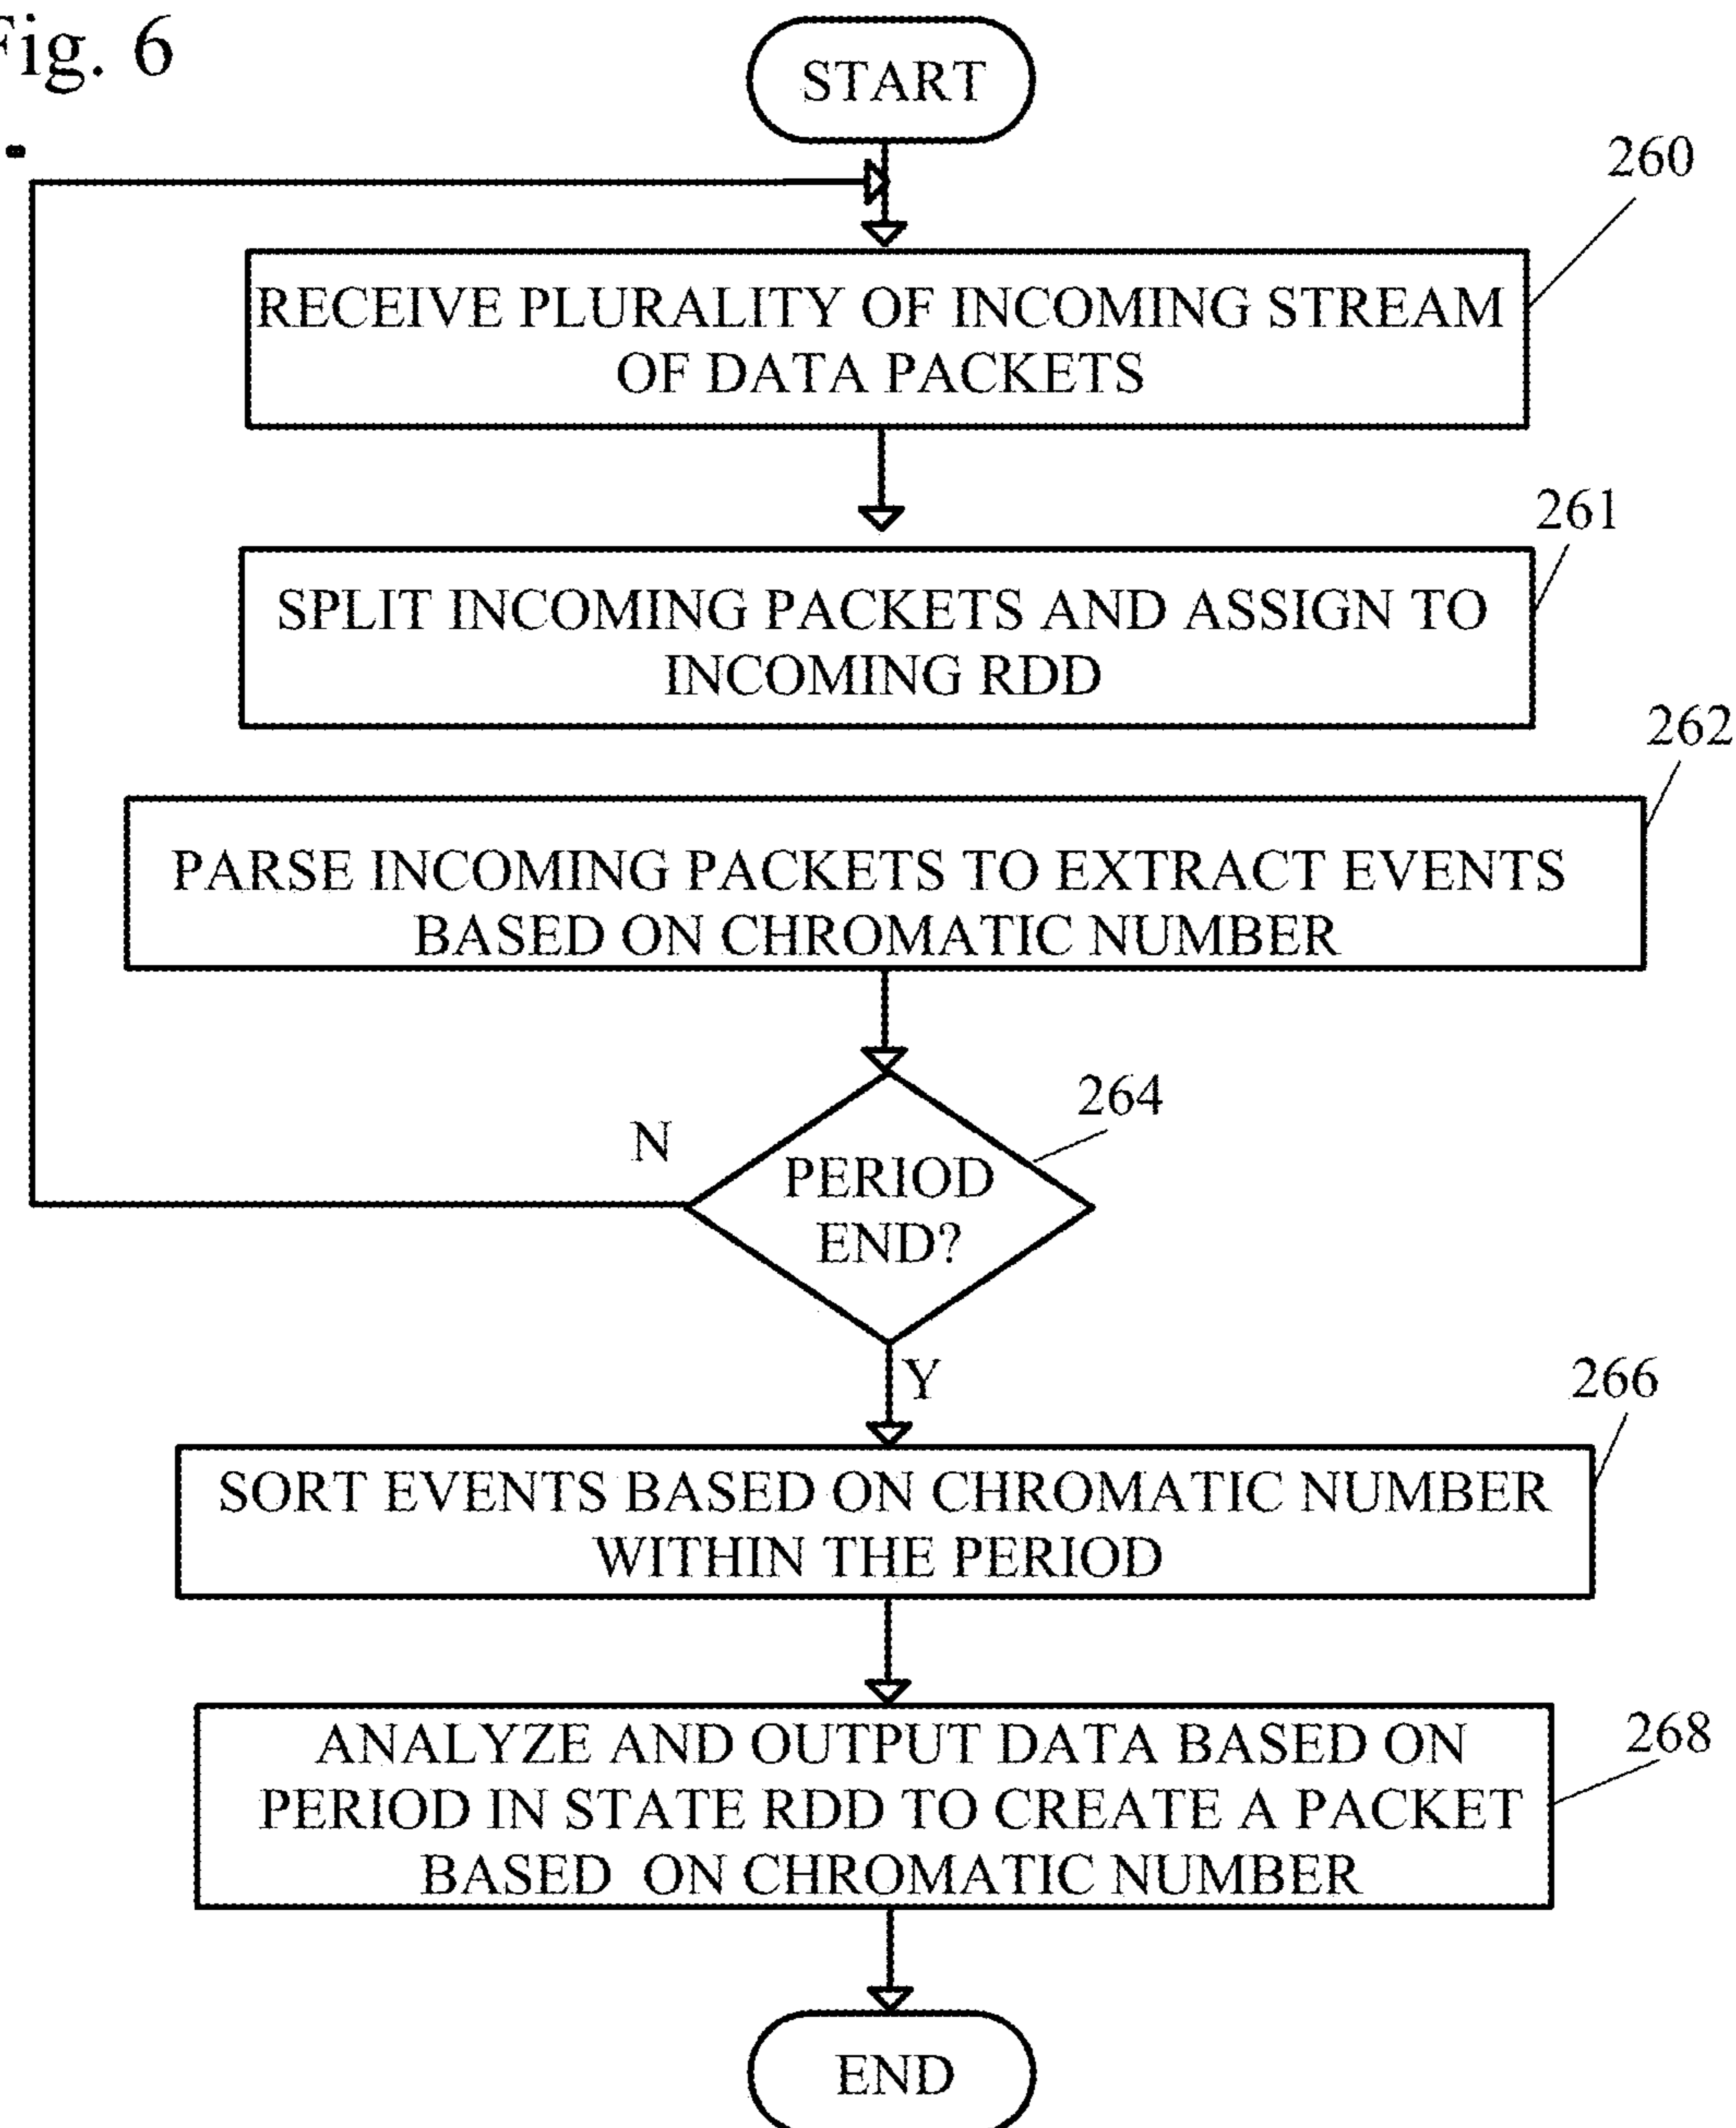 Fig. 6
START
260
RECEIVE PLURALITY OF INCOMING STREAM
OF DATA PACKETS
261
SPLIT INCOMING PACKETS AND ASSIGN TO
INCOMING RDD
262
PARSE INCOMING PACKETS TO EXTRACT EVENTS
BASED ON CHROMATIC NUMBER
264
N
PERIOD
END?
Y
266
SORT EVENTS BASED ON CHROMATIC NUMBER
WITHIN THE PERIOD
268
ANALYZE AND OUTPUT DATA BASED ON
PERIOD IN STATE RDD TO CREATE A PACKET
BASED ON CHROMATIC NUMBER
END